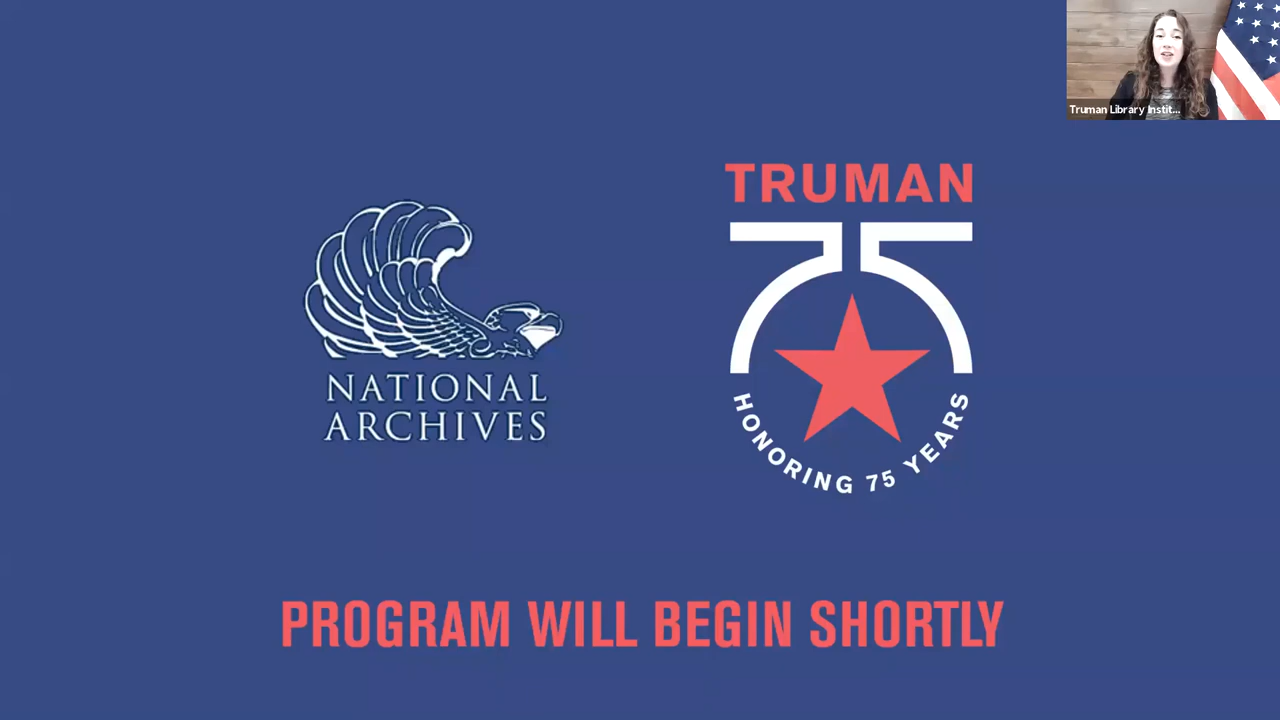 Truman Library Instit...
TRUMAN
75
HONORING 75 YEARS
NATIONAL
ARCHIVES
PROGRAM WILL BEGIN SHORTLY